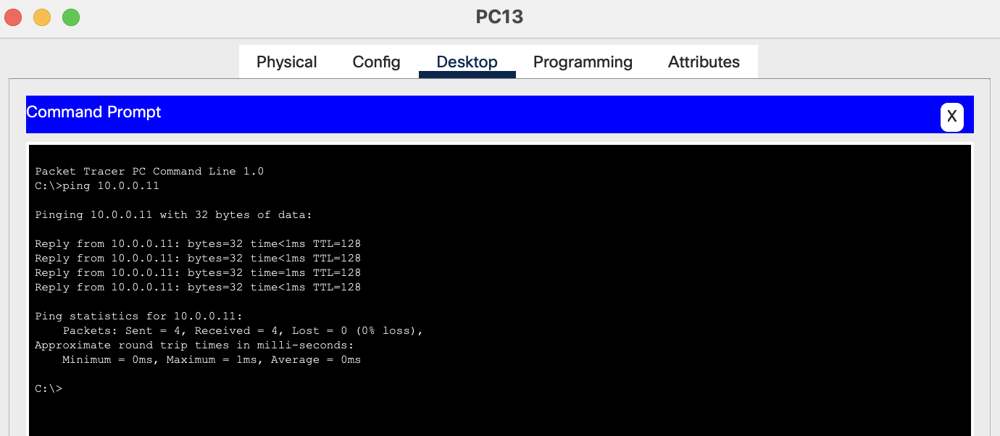 PC13
Physical Config Desktop Programming Attributes
Command Prompt
X
Packet Tracer PC Command Line 1.0
C:\>ping 10.0.0.11
Pinging 10.0.0.11 with 32 bytes of data:
Reply from 10.0.0.11: bytes=32 time<1ms TTL=128
Reply from 10.0.0.11: bytes=32 time<1ms TTL=128
Reply from 10.0.0.11: bytes=32 time=1ms TTL=128
Reply from 10.0.0.11: bytes=32 time<1ms TTL=128
Ping statistics for 10.0.0.11:
Packets: Sent = 4, Received = 4, Lost = 0 (0% loss),
Approximate round trip times in milli-seconds:
Minimum = 0ms, Maximum = 1ms, Average = 0ms
C:\>